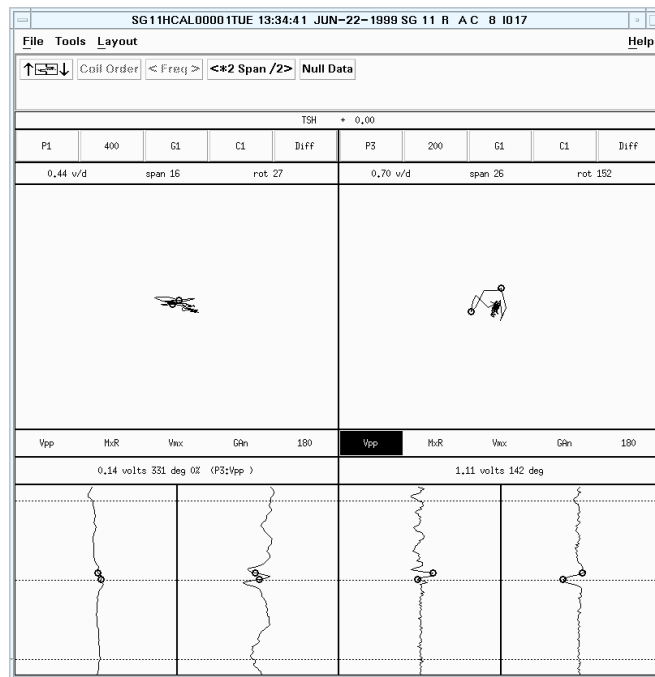 SG11HCAL00001TUE 13:34:41 JUN-22-1999 SG 11 R A C 8 I017
File Tools Layout Help
Coil Order < Freq > <*2 Span /2> Null Data
TSH + 0.00
P1 400 G1 C1 Diff P3 200 G1 C1 Diff
0.44 v/d span 16 rot 27 0.70 v/d span 26 rot 152
Vpp MxR Vmx GAn 180 Vpp MxR Vmx GAn 180
0.14 volts 331 deg 0% (P3:Vpp ) 1.11 volts 142 deg